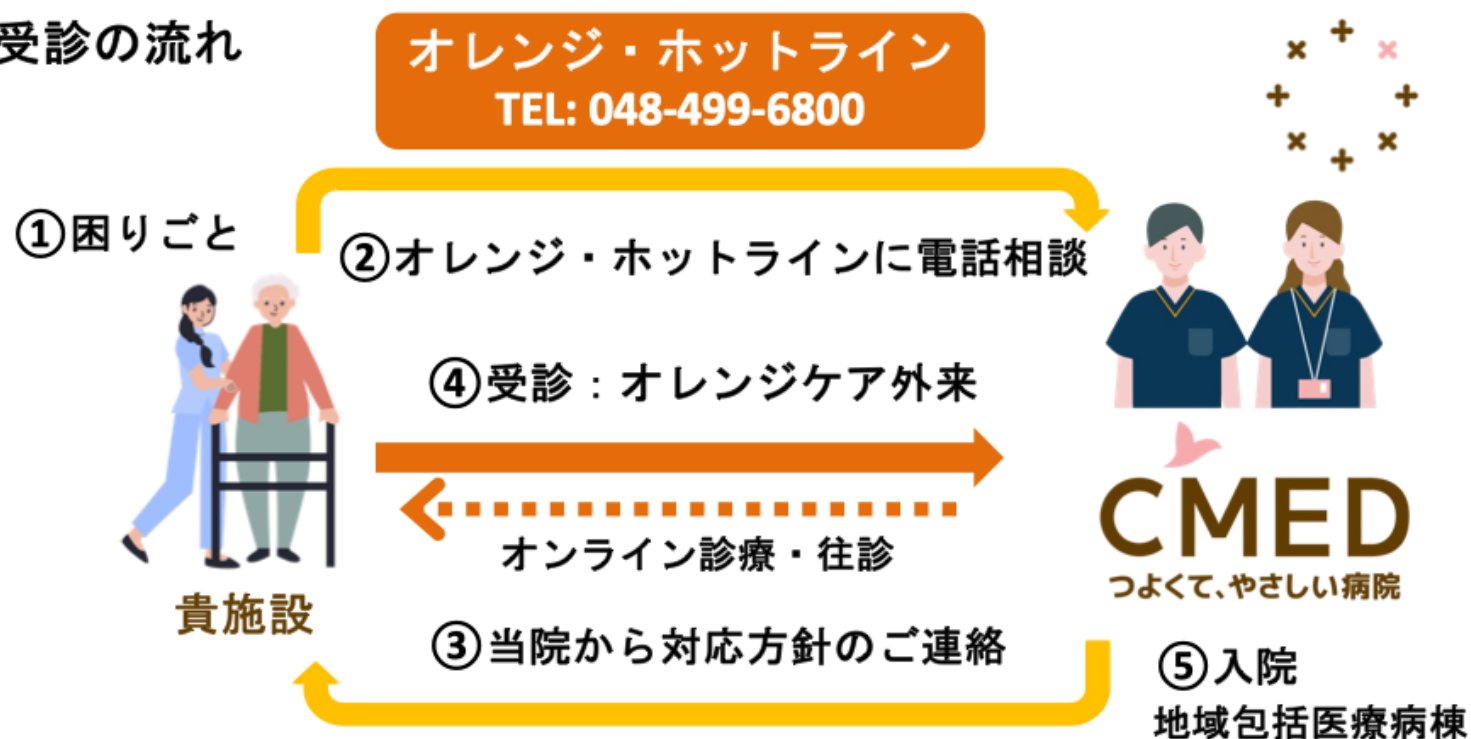 受診の流れ
オレンジ・ホットライン
TEL: 048-499-6800
①困りごと
②オレンジ・ホットラインに電話相談
④受診：オレンジケア外来
オンライン診療・往診
貴施設
③当院から対応方針のご連絡
CMED
つよくて、やさしい病院
⑤入院
地域包括医療病棟